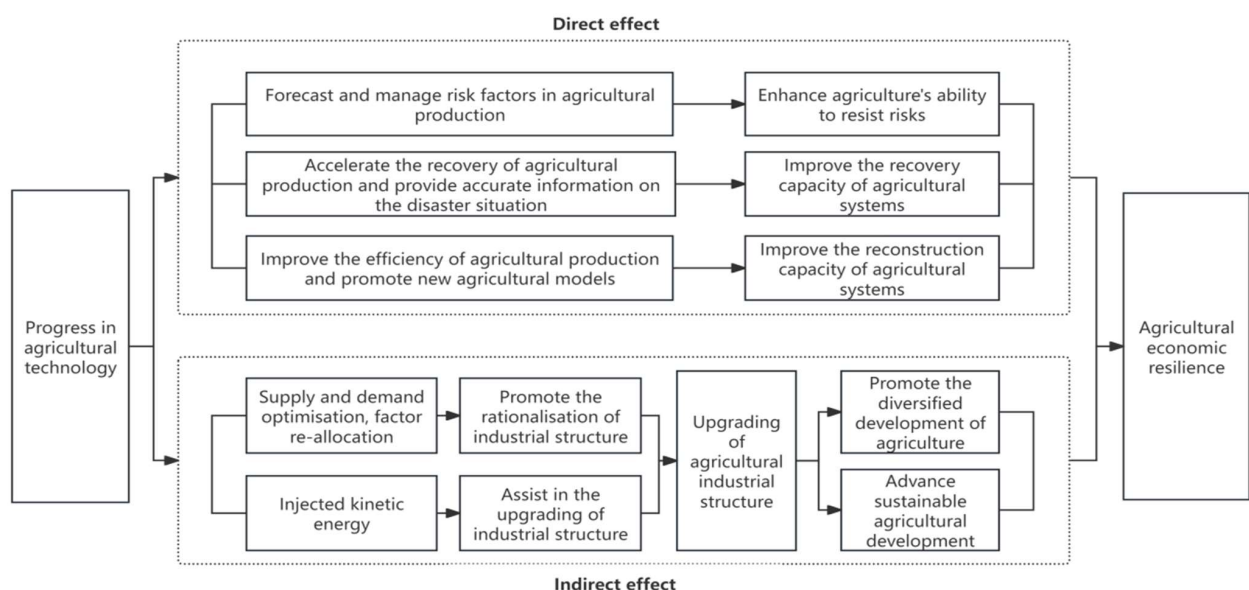 Direct effect
Forecast and manage risk factors in agricultural
production
Enhance agriculture's ability
to resist risks
Accelerate the recovery of agricultural
production and provide accurate information on
the disaster situation
Improve the recovery
capacity of agricultural
systems
Improve the efficiency of agricultural production
and promote new agricultural models
Improve the reconstruction
capacity of agricultural
systems
Progress in
agricultural
technology
Agricultural
economic
resilience
Supply and demand
optimisation, factor
re-allocation
Promote the
rationalisation of
industrial structure
Upgrading
of
agricultural
industrial
structure
Promote the
diversified
development of
agriculture
Injected kinetic
energy
Assist in the
upgrading of
industrial structure
Advance
sustainable
agricultural
development
Indirect effect